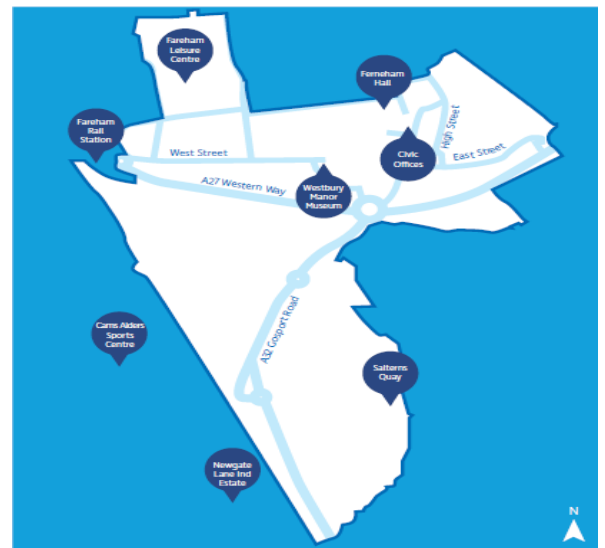 Fareham
Leisure
Centre
Ferneham
Hall
Fareham
Rail
Station
High Street
West Street
Civic
Offices
East Street
A27 Western Way
Westbury
Manor
Museum
A32 Gosport Road
Cams Alders
Sports
Centre
Salterns
Quay
Newgate
Lane Ind
Estate
N